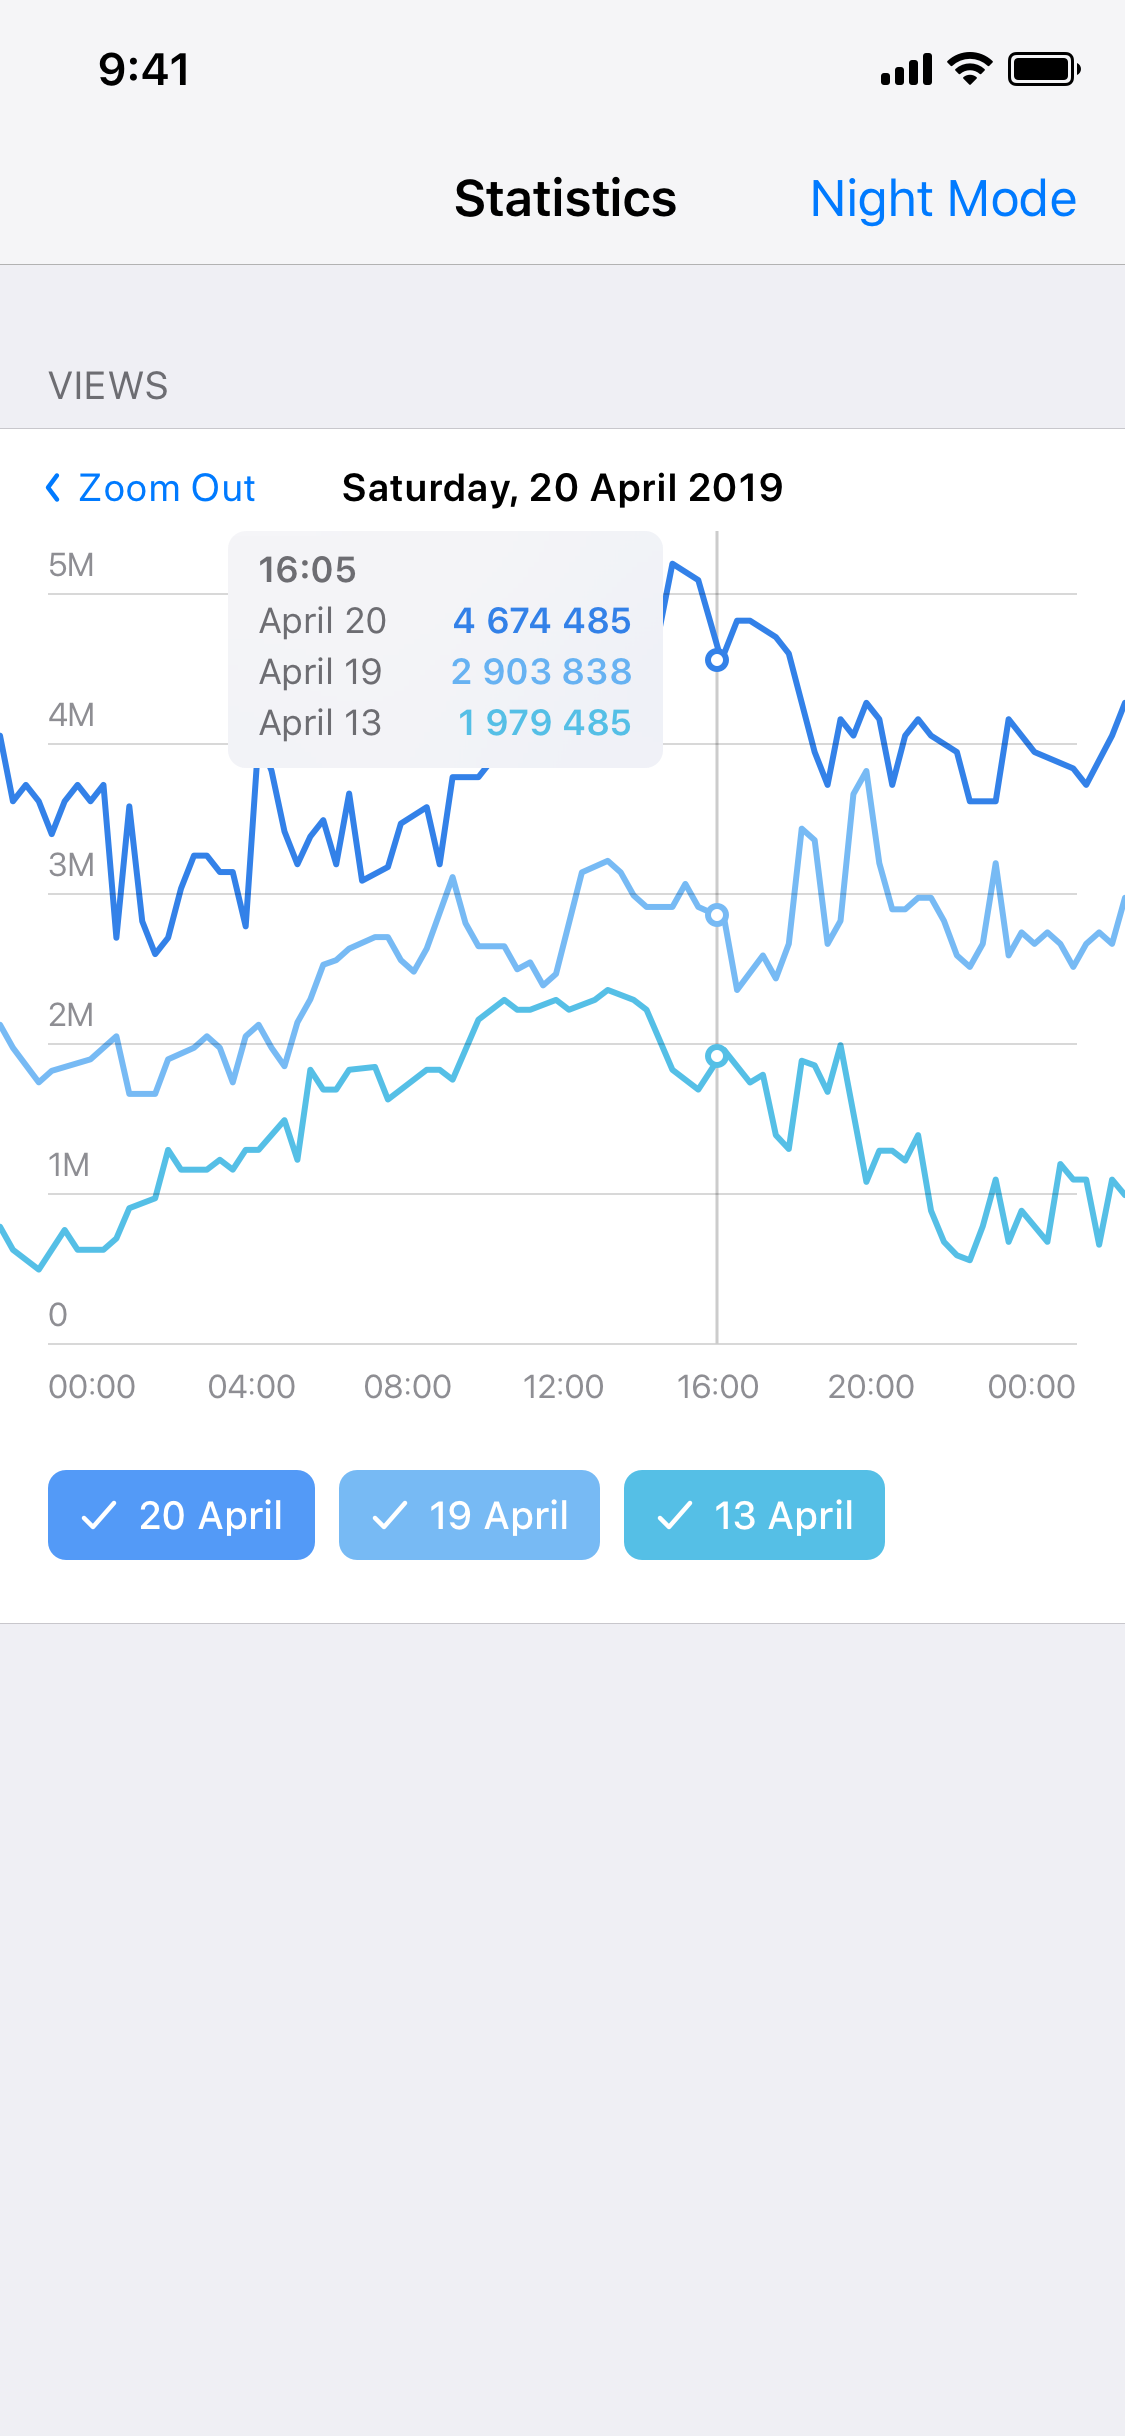 9:41
Statistics
Night Mode
VIEWS
Zoom Out
Saturday, 20 April 2019
5M
16:05
April 20 4 674 485
April 19 2 903 838
April 13 1 979 485
4M
3M
2M
1M
0
00:00 04:00 08:00 12:00 16:00 20:00 00:00
20 April
19 April
13 April